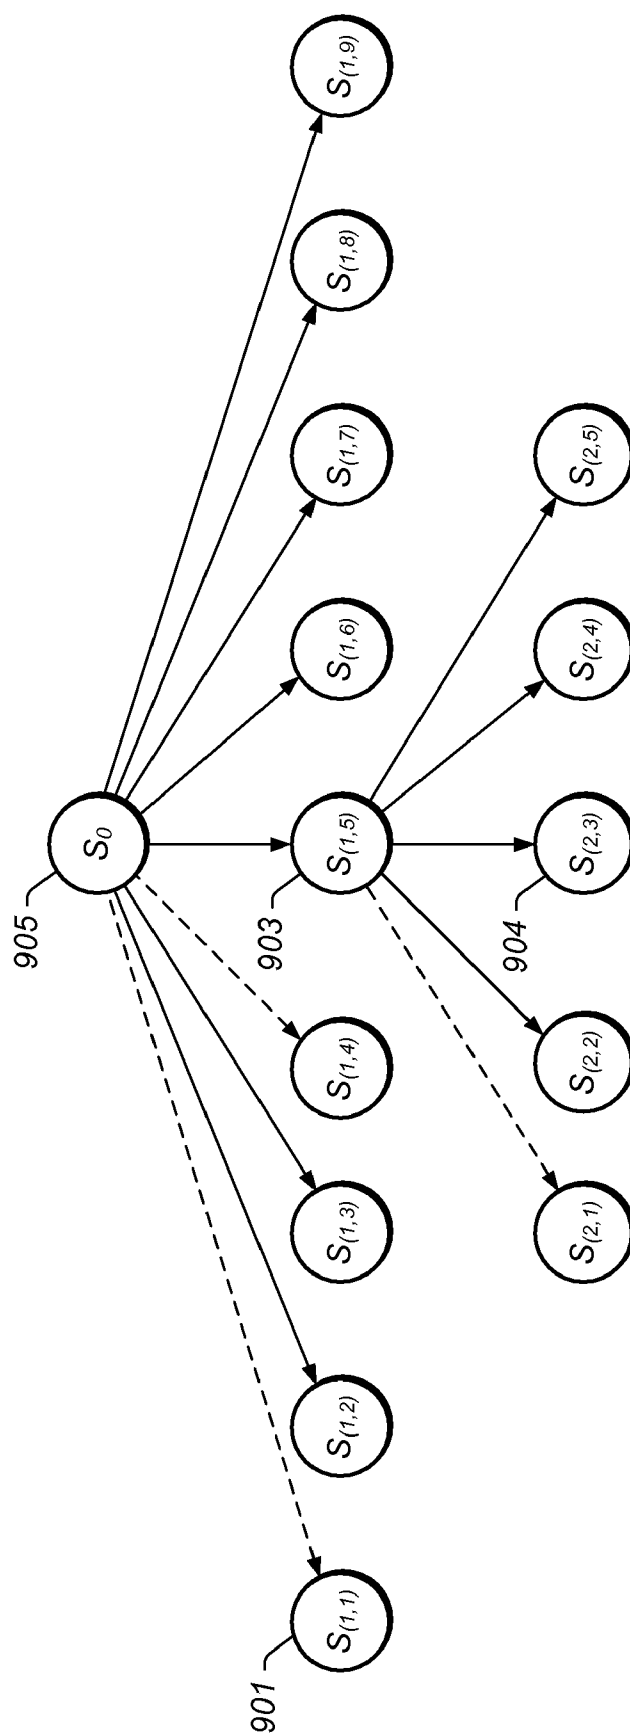 905
S0
901
S(1,1)
S(1,2)
S(1,3)
S(1,4)
903
S(1,5)
S(1,6)
S(1,7)
S(1,8)
S(1,9)
S(2,1)
S(2,2)
904
S(2,3)
S(2,4)
S(2,5)